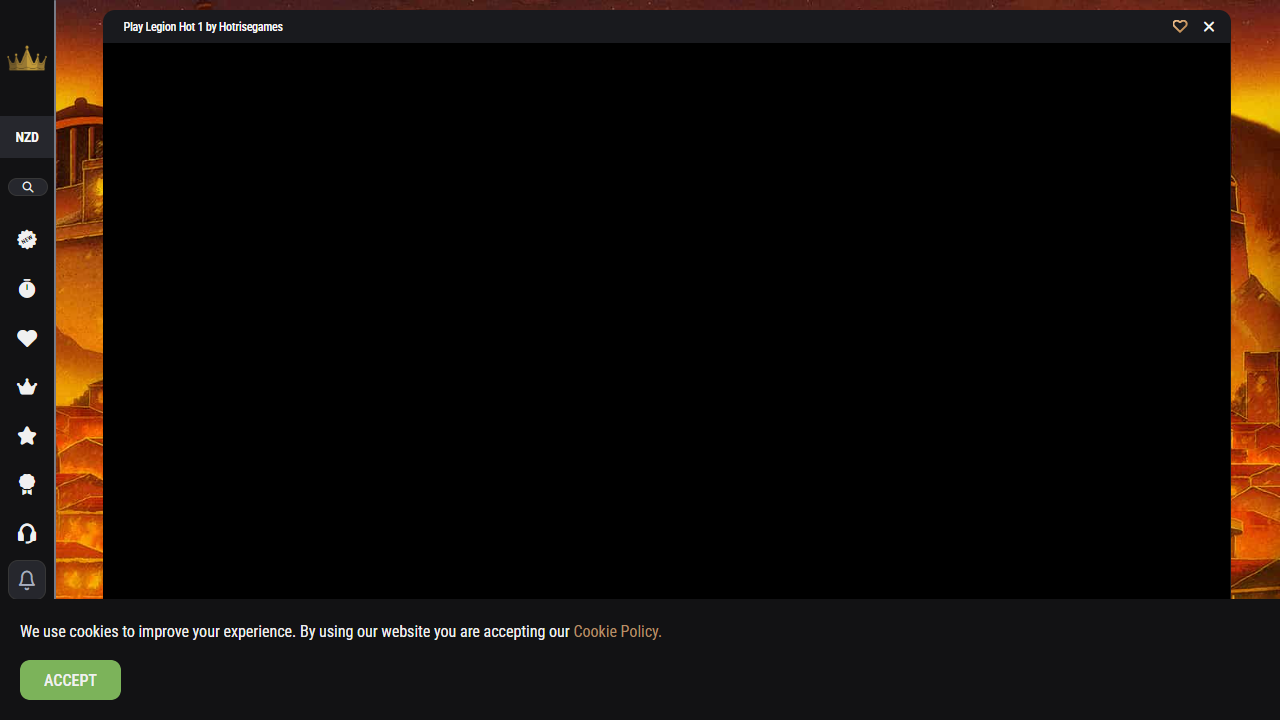 Play Legion Hot 1 by Hotrisegames
NZD
NEW
We use cookies to improve your experience. By using our website you are accepting our Cookie Policy.
ACCEPT